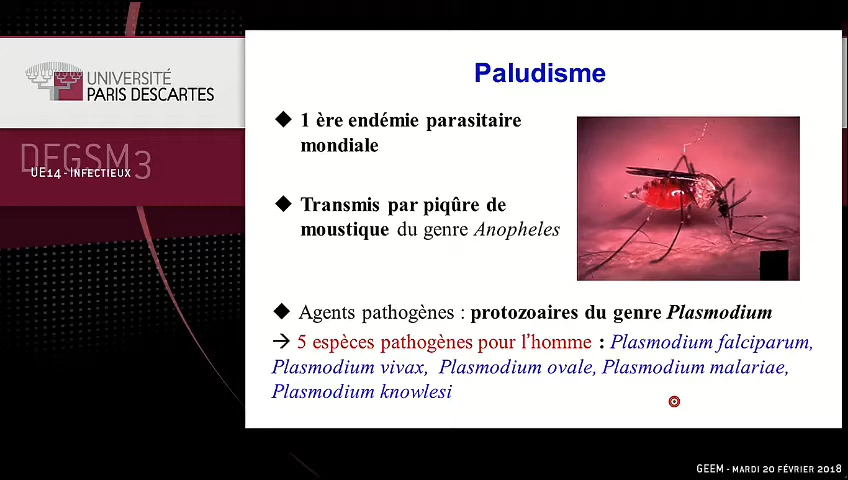 UNIVERSITÉ
PARIS DESCARTES
DFGSM3
UE14 - INFECTIEUX
Paludisme
◆ 1 ère endémie parasitaire
mondiale
◆ Transmis par piqûre de
moustique du genre Anopheles
◆ Agents pathogènes : protozoaires du genre Plasmodium
→ 5 espèces pathogènes pour l'homme : Plasmodium falciparum,
Plasmodium vivax, Plasmodium ovale, Plasmodium malariae,
Plasmodium knowlesi
GEEM - MARDI 20 FÉVRIER 2018